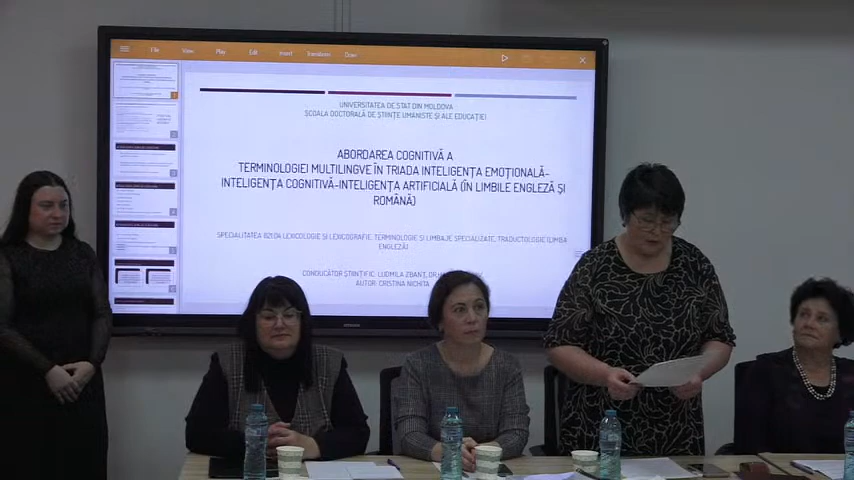 File View Play Edit Insert Transitions Draw
UNIVERSITATEA DE STAT DIN MOLDOVA
ȘCOALA DOCTORALĂ DE ȘTIINȚE UMANISTE ȘI ALE EDUCAȚIEI
ABORDAREA COGNITIVĂ A
TERMINOLOGIEI MULTILINGVE ÎN TRIADA INTELIGENȚA EMOȚIONALĂ-
INTELIGENȚA COGNITIVĂ-INTELIGENȚA ARTIFICIALĂ (ÎN LIMBILE ENGLEZĂ ȘI
ROMÂNĂ)
SPECIALITATEA 621.04 LEXICOLOGIE ȘI LEXICOGRAFIE; TERMINOLOGIE ȘI LIMBAJE SPECIALIZATE; TRADUCTOLOGIE (LIMBA
ENGLEZĂ)
CONDUCĂTOR ȘTIINȚIFIC: LUDMILA ZBANȚ, DR.
AUTOR: CRISTINA NICHITA